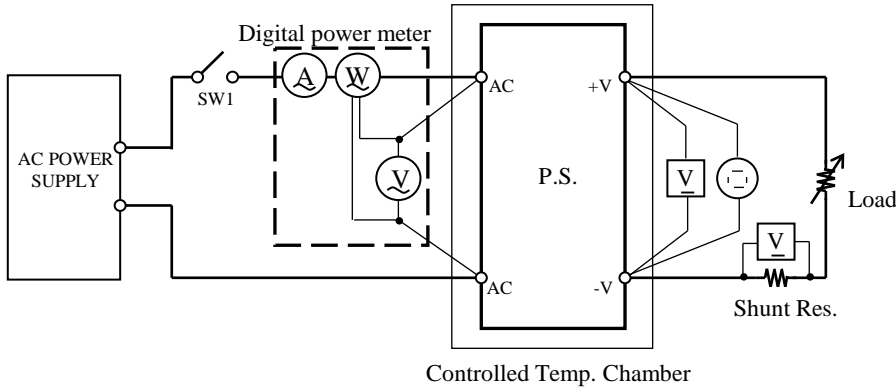 Digital power meter
A
W
SW1
AC
+V
AC POWER
SUPPLY
V
P.S.
V
Load
V
AC
-V
Shunt Res.
Controlled Temp. Chamber